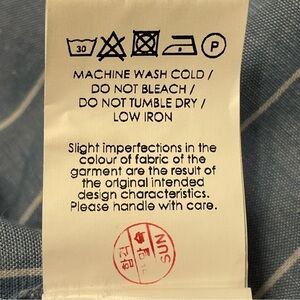 30
P
MACHINE WASH COLD /
DO NOT BLEACH /
DO NOT TUMBLE DRY /
LOW IRON
Slight imperfections in the
colour of fabric of the
garment are the result of
the original intended
design characteristics.
Please handle with care.
SUN